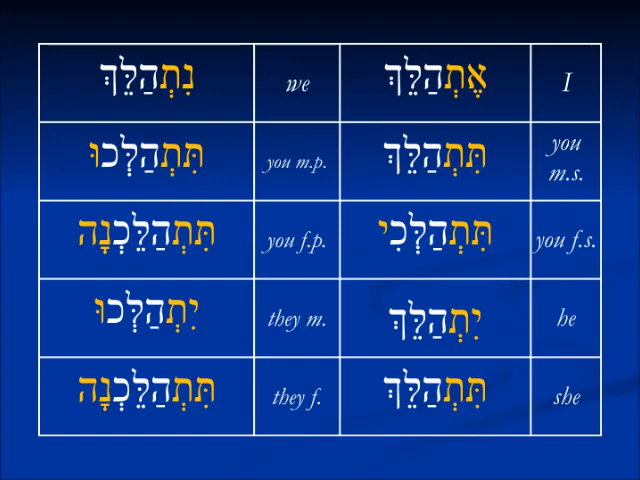 I
אֶתְהַלֵּךְ
we
נִתְהַלֵּךְ
you
m.s.
תִּתְהַלֵּךְ
you m.p.
תִּתְהַלְּכוּ
you f.s.
תִּתְהַלְּכִי
you f.p.
תִּתְהַלֵּכְנָה
he
יִתְהַלֵּךְ
they m.
יִתְהַלְּכוּ
she
תִּתְהַלֵּךְ
they f.
תִּתְהַלֵּכְנָה